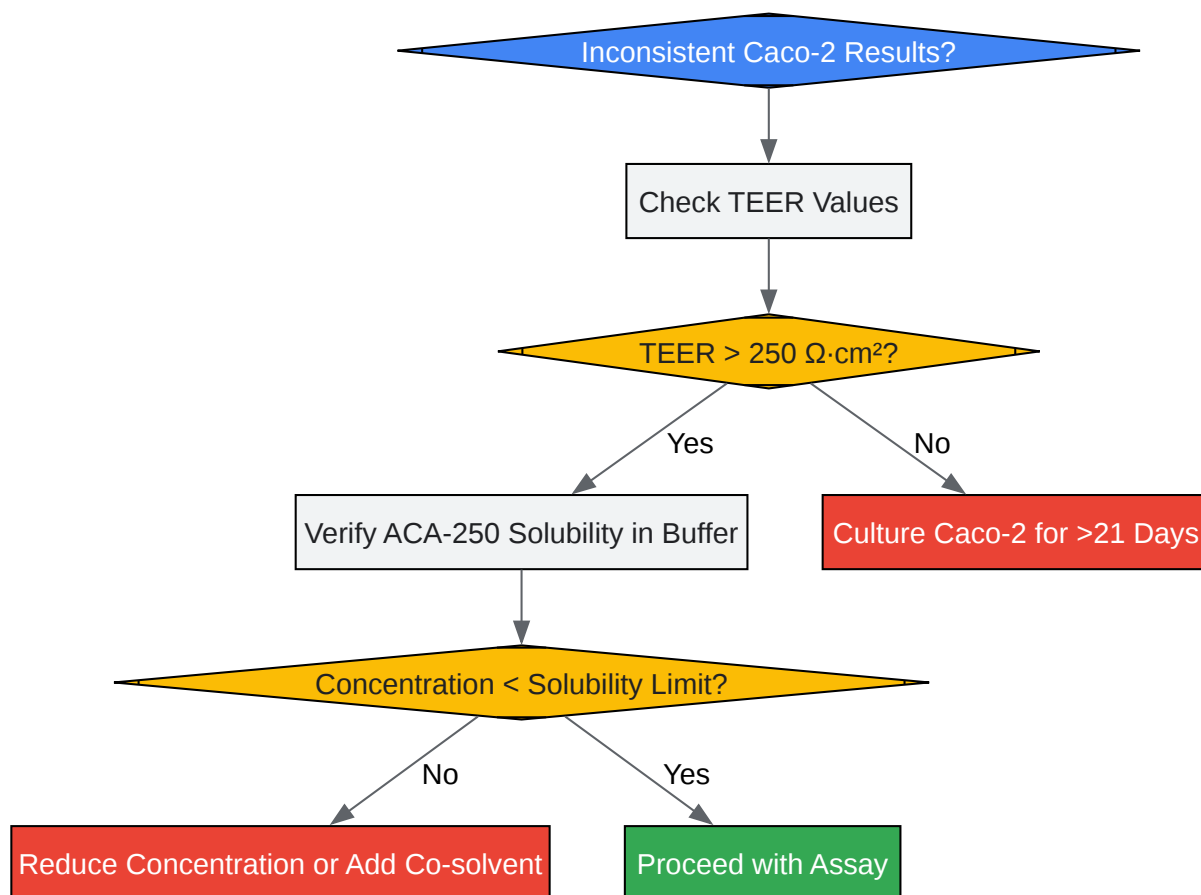 Inconsistent Caco-2 Results?
Check TEER Values
TEER > 250 Ω·cm²?
Yes
No
Verify ACA-250 Solubility in Buffer
Culture Caco-2 for >21 Days
Concentration < Solubility Limit?
No
Yes
Reduce Concentration or Add Co-solvent
Proceed with Assay